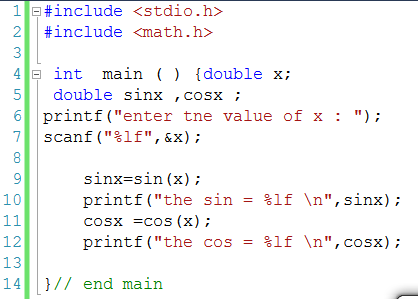 1 #include <stdio.h>
2 #include <math.h>
3
4 int main ( ) {double x;
5 double sinx ,cosx ;
6 printf("enter tne value of x : ");
7 scanf("%lf",&x);
8
9 sinx=sin(x);
10 printf("the sin = %lf \n",sinx);
11 cosx =cos(x);
12 printf("the cos = %lf \n",cosx);
13
14 }// end main